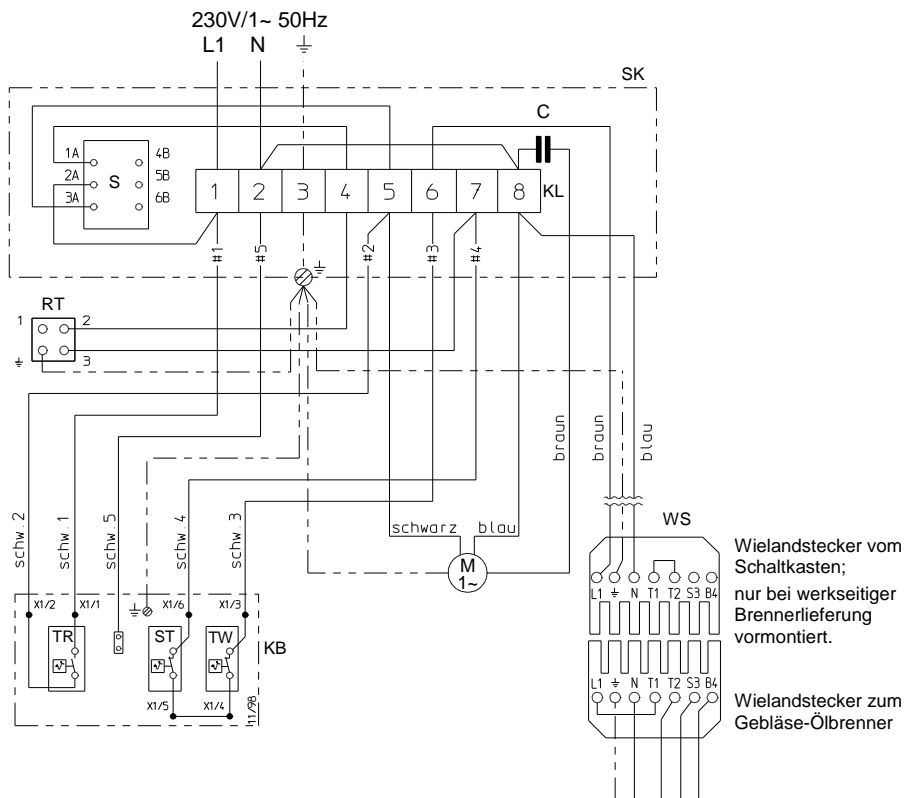 230V/1~ 50Hz
L1 N
SK
C
1A 4B
2A S 5B
3A 6B
1 2 3 4 5 6 7 8 KL
#1 #5 #2 #3 #4
RT
1 2
3
braun braun blau
schw.2 schw.1 schw.5 schw.4 schw.3
schwarz blau
M
1~
WS
Wielandstecker vom
Schaltkasten;
nur bei werkseitiger
Brennerlieferung
vormontiert.
L1 N T1 T2 S3 B4
X1/2 X1/1 X1/6 X1/3
TR ST TW KB
X1/5 X1/4
11/98
L1 N T1 T2 S3 B4
Wielandstecker zum
Gebläse-Ölbrenner